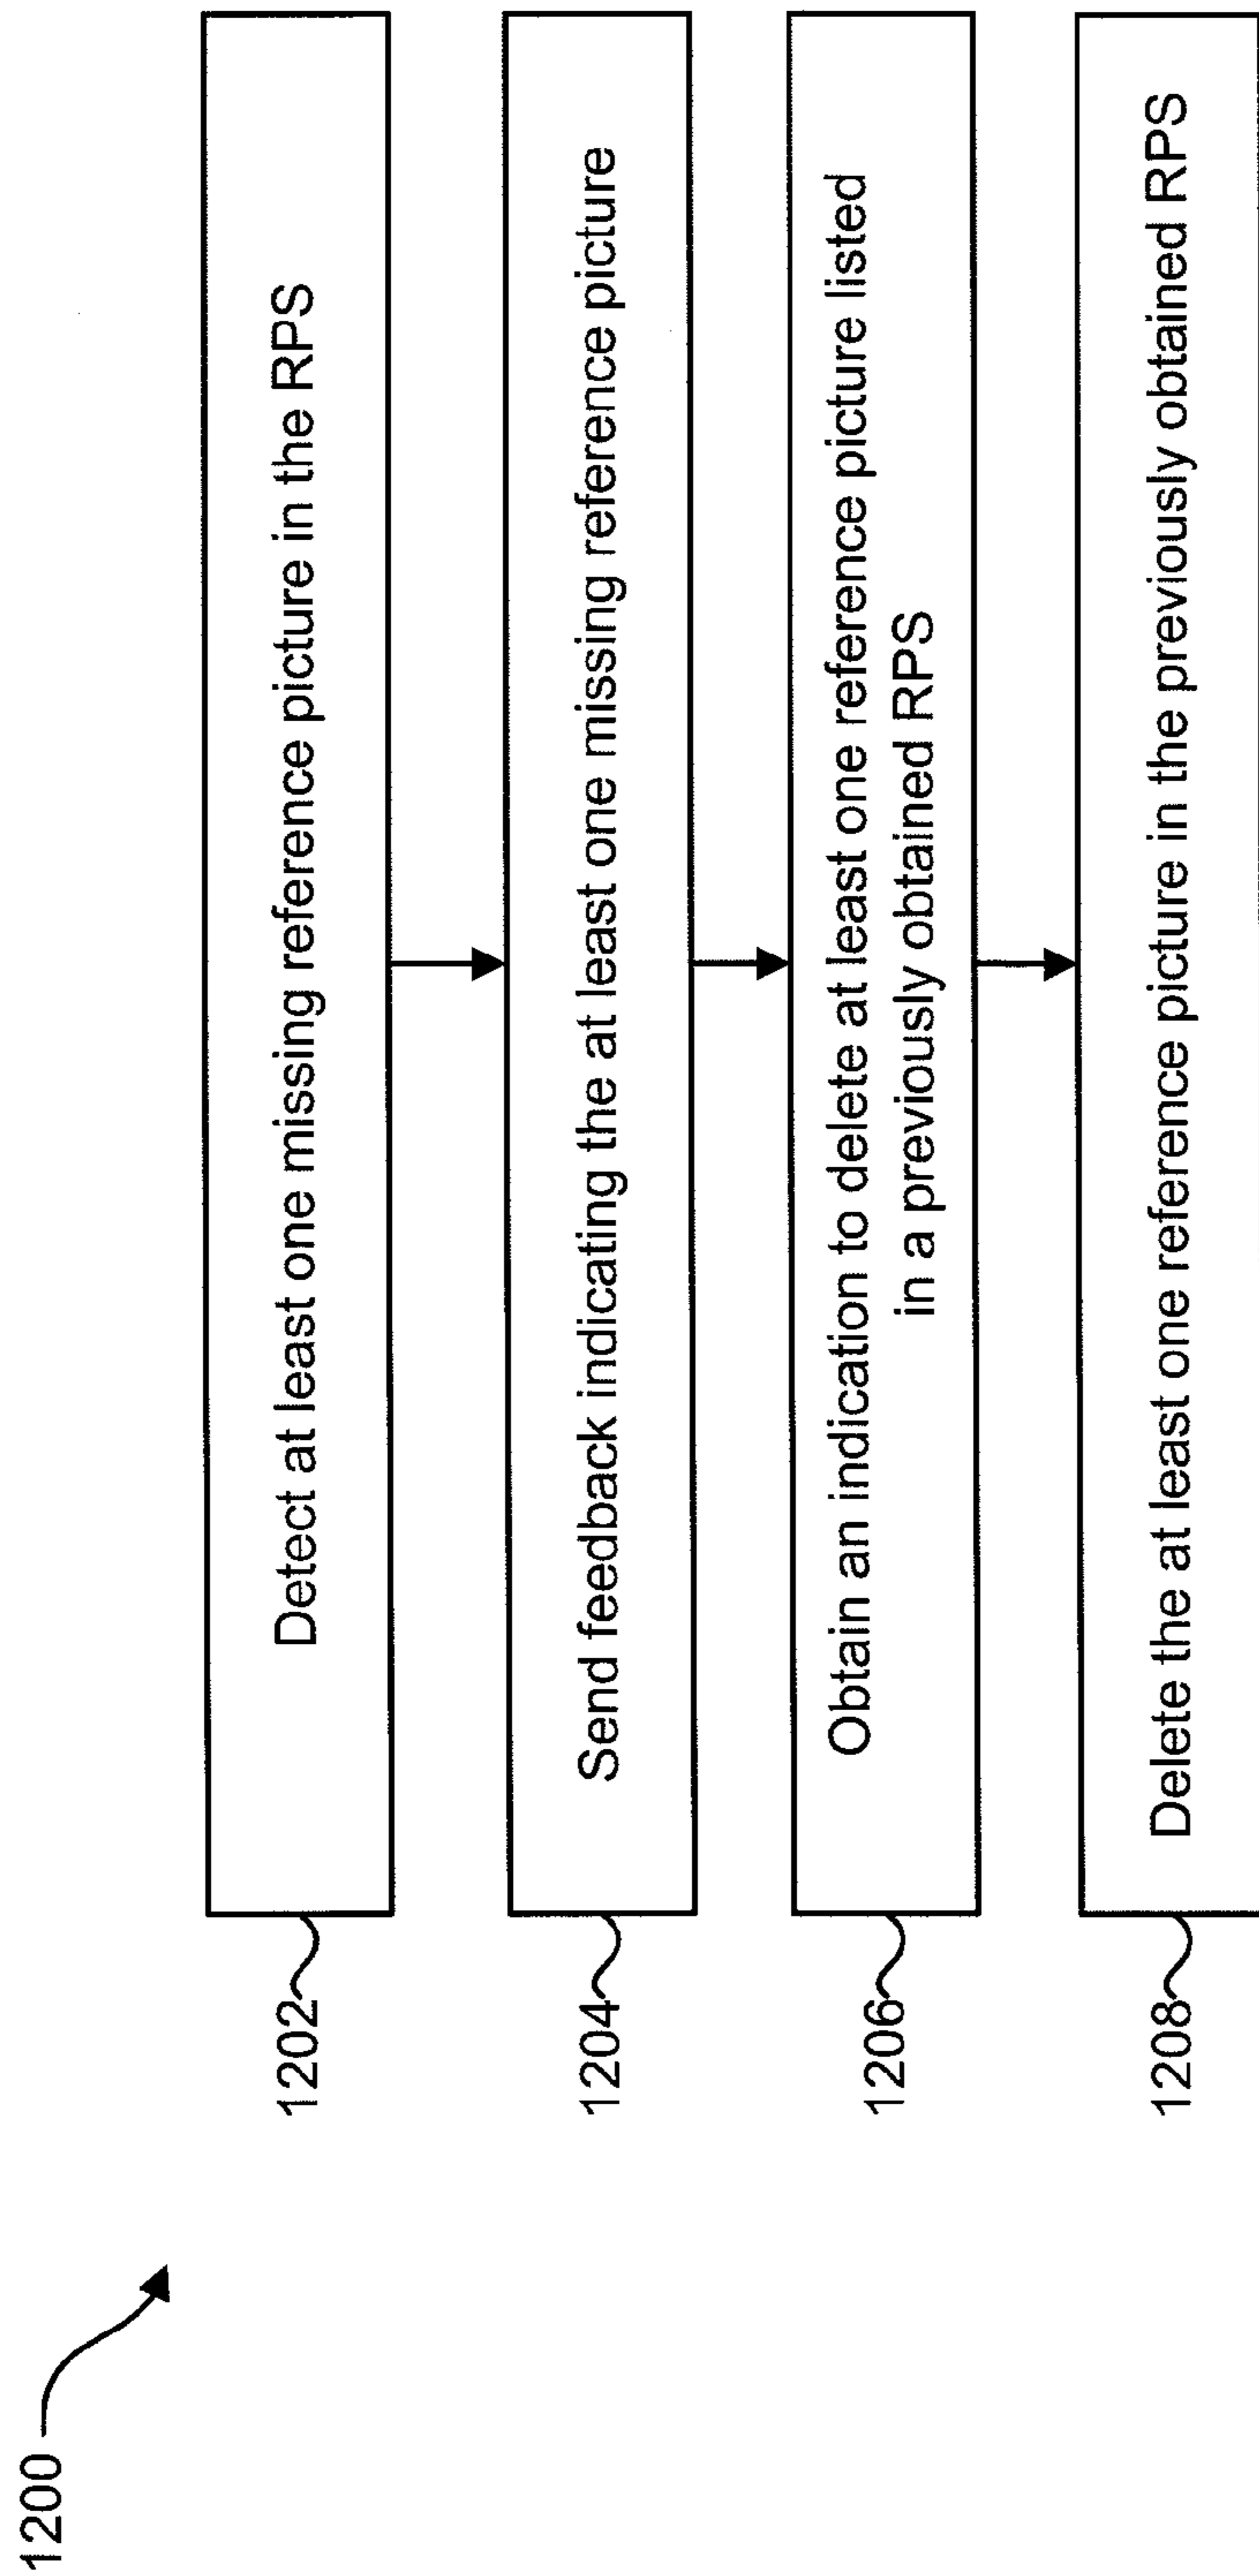 1200
1202
Detect at least one missing reference picture in the RPS
1204
Send feedback indicating the at least one missing reference picture
1206
Obtain an indication to delete at least one reference picture listed
in a previously obtained RPS
1208
Delete the at least one reference picture in the previously obtained RPS